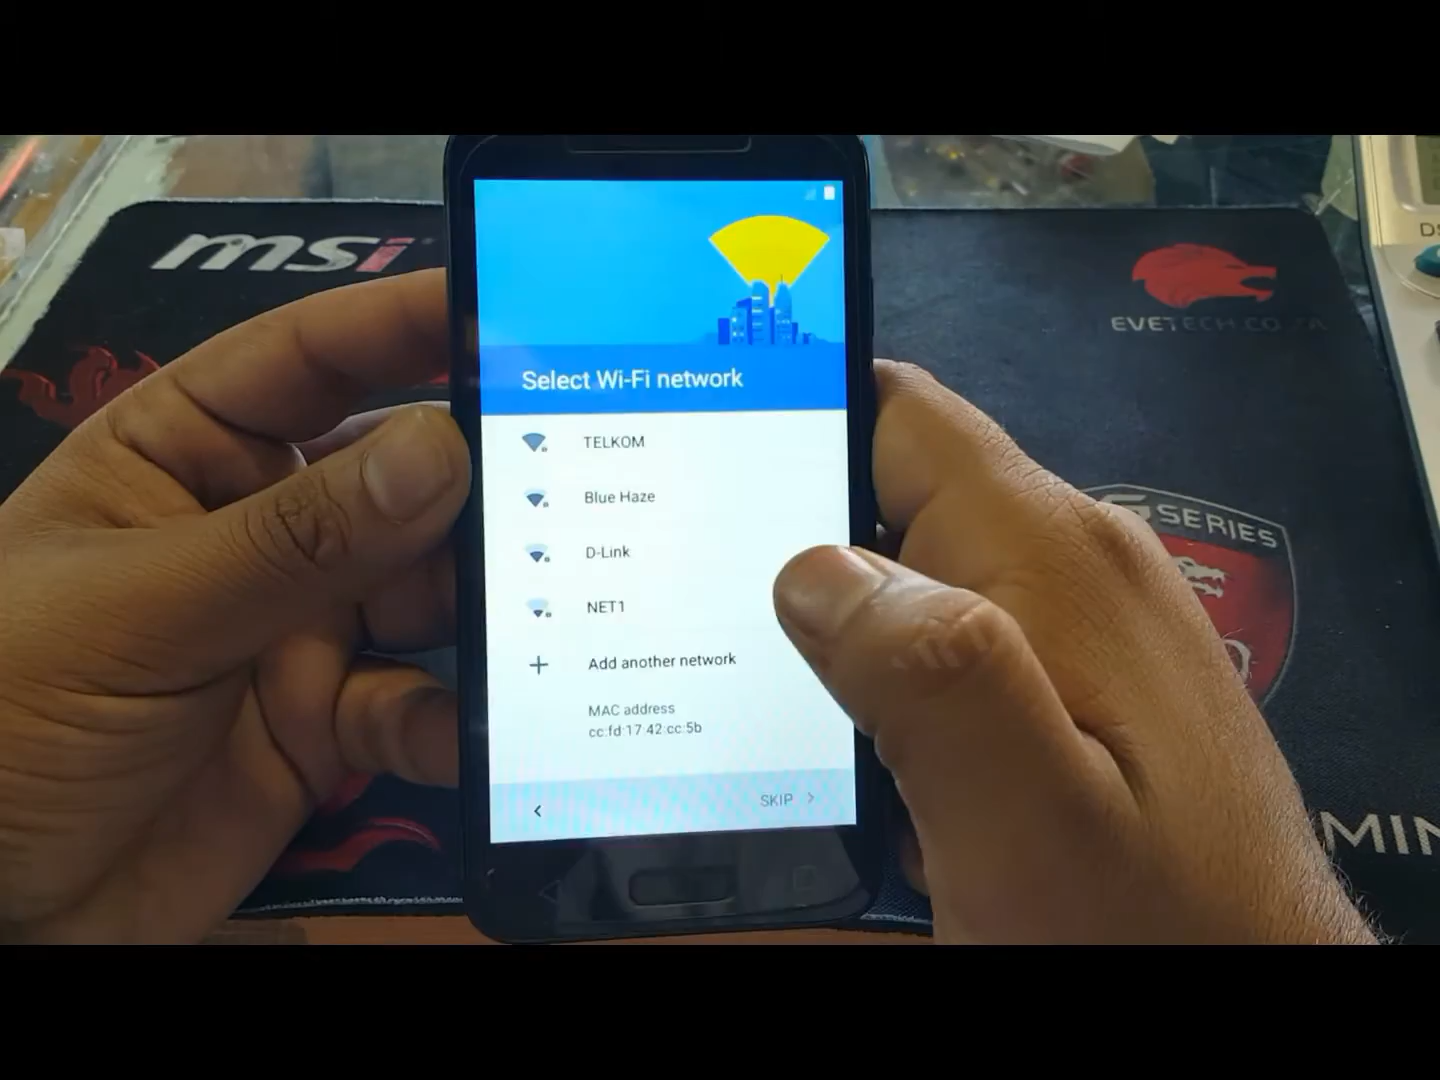 msi
EVETECH.CO.ZA
Select Wi-Fi network
TELKOM
Blue Haze
D-Link
NET1
Add another network
MAC address
cc:fd:17:42:cc:5b
SKIP
G SERIES